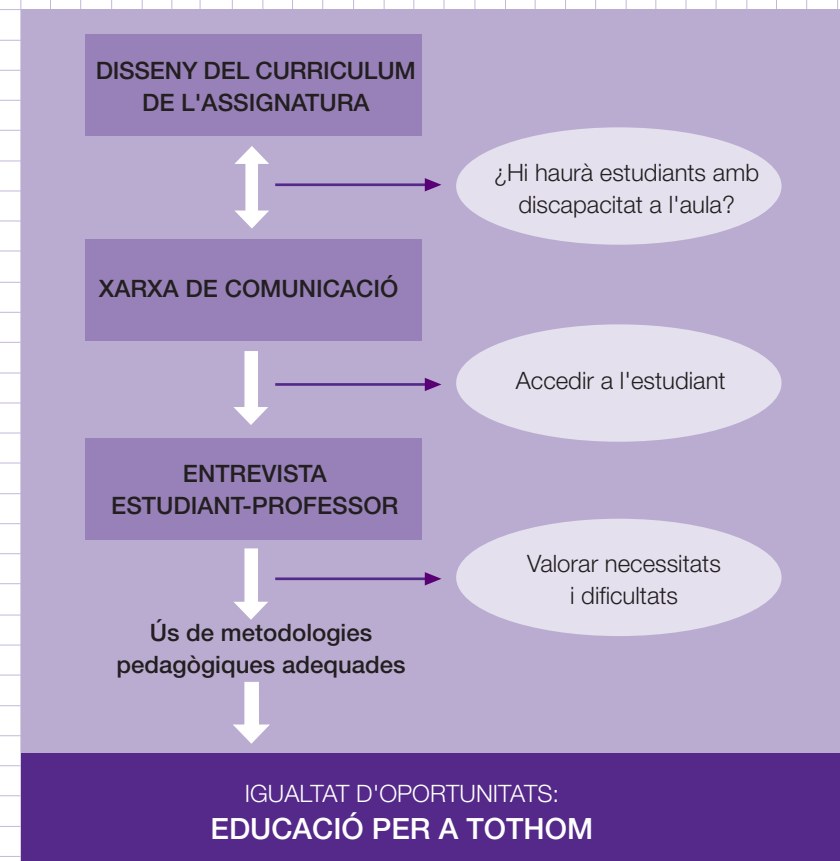 DISSENY DEL CURRICULUM
DE L'ASSIGNATURA
¿Hi haurà estudiants amb
discapacitat a l'aula?
XARXA DE COMUNICACIÓ
Accedir a l'estudiant
ENTREVISTA
ESTUDIANT-PROFESSOR
Valorar necessitats
i dificultats
Ús de metodologies
pedagògiques adequades
IGUALTAT D'OPORTUNITATS:
EDUCACIÓ PER A TOTHOM